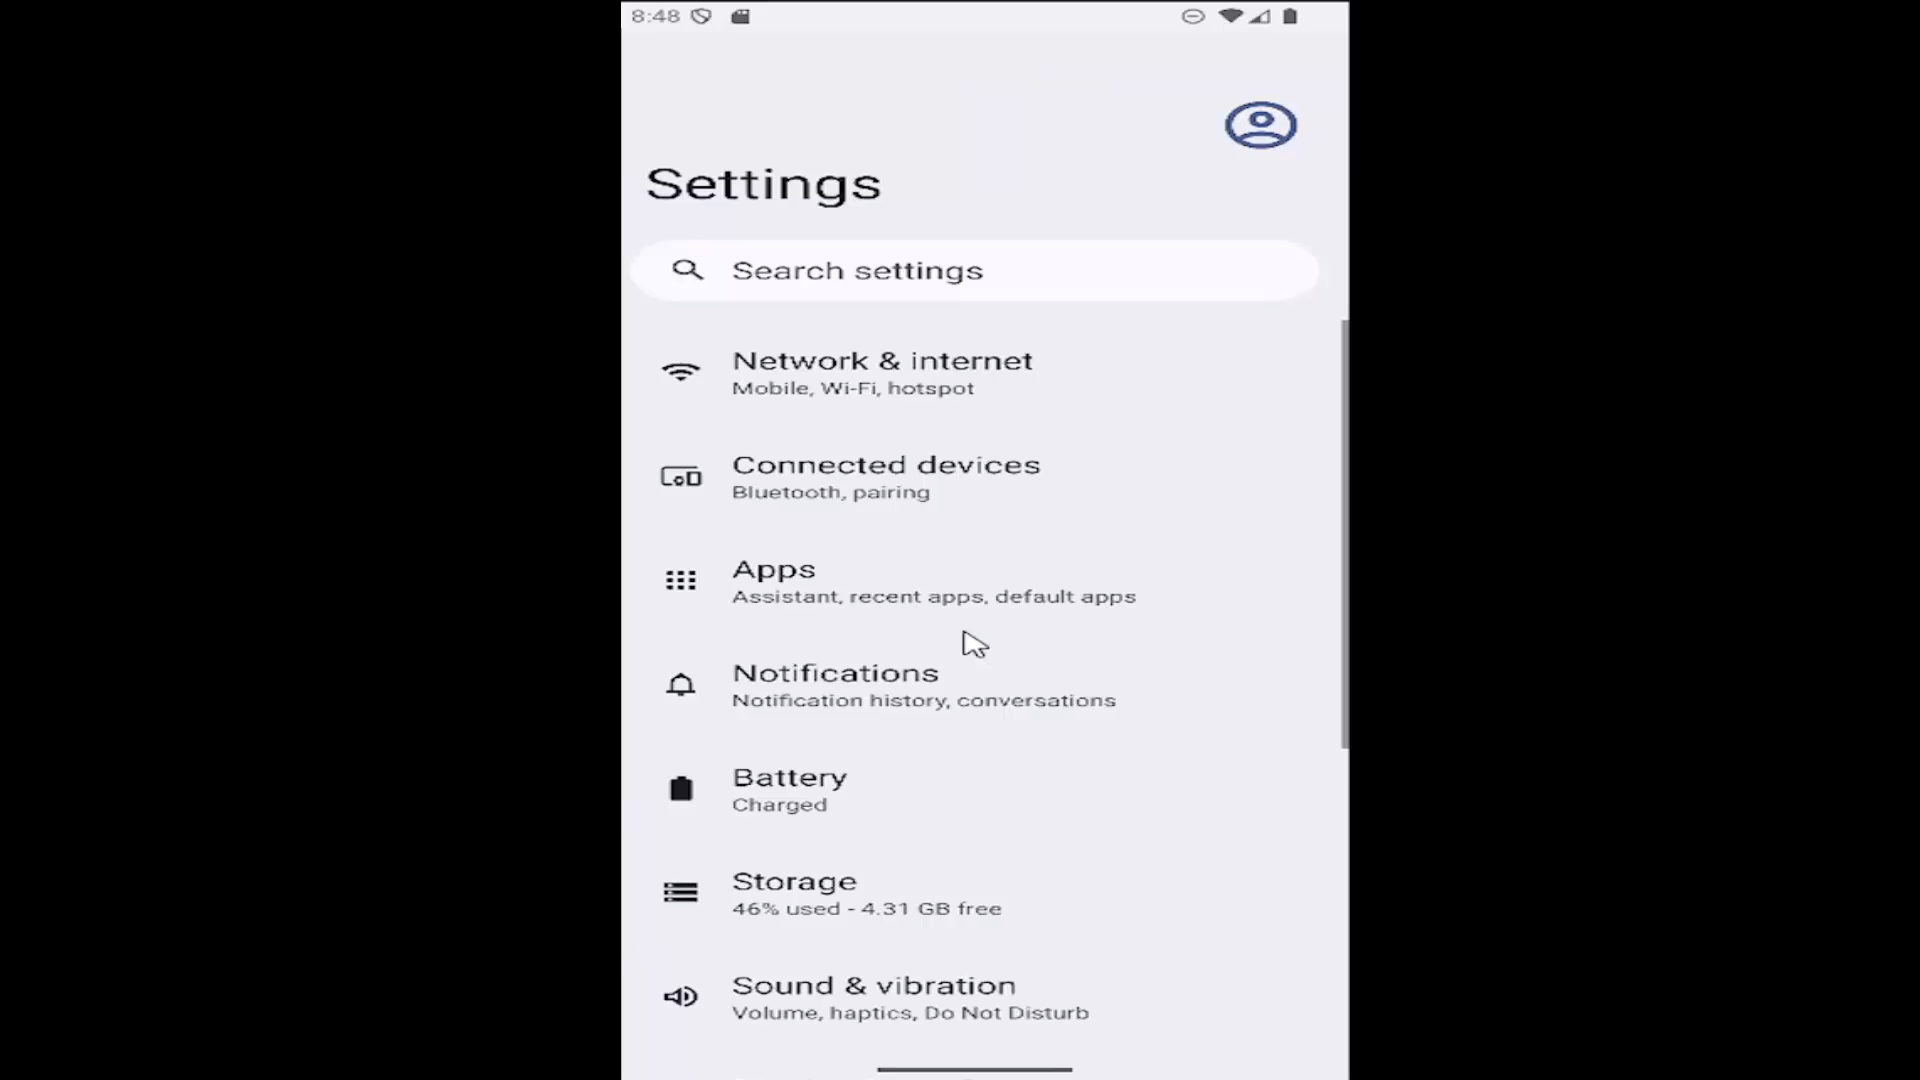 8:48
Settings
Search settings
Network & internet
Mobile, Wi-Fi, hotspot
Connected devices
Bluetooth, pairing
Apps
Assistant, recent apps, default apps
Notifications
Notification history, conversations
Battery
Charged
Storage
46% used - 4.31 GB free
Sound & vibration
Volume, haptics, Do Not Disturb